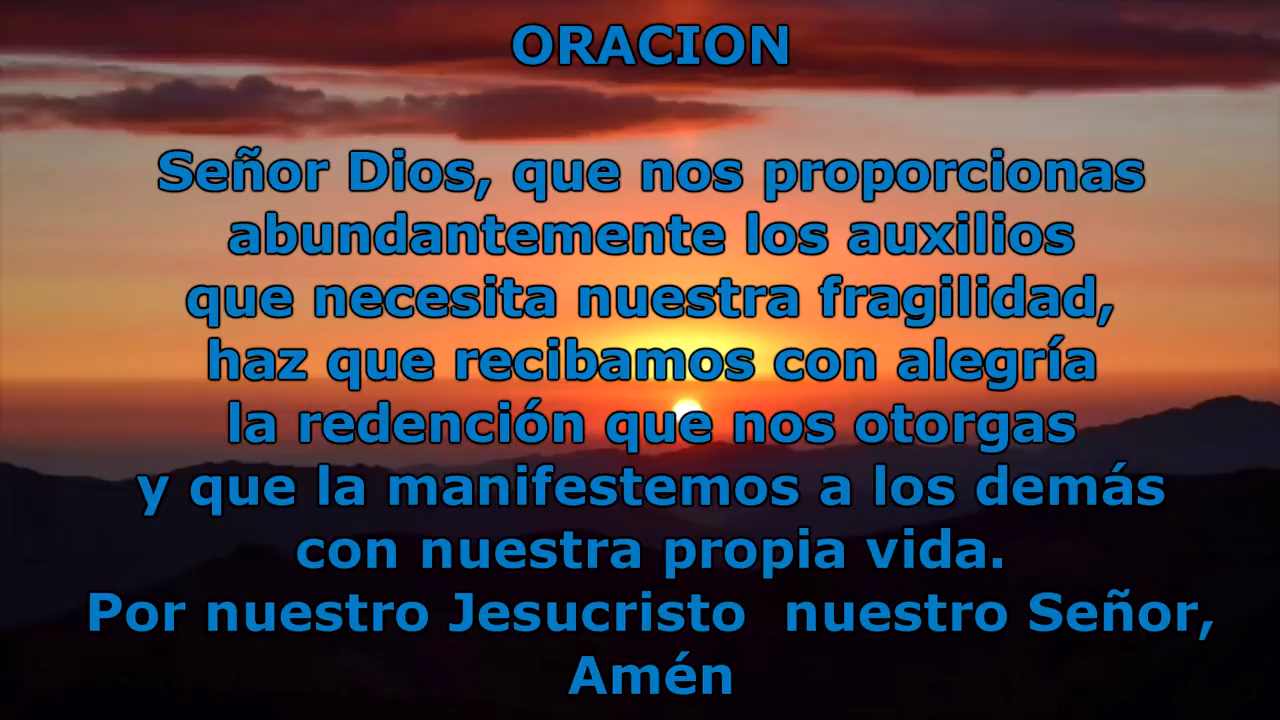 ORACION
Señor Dios, que nos proporcionas
abundantemente los auxilios
que necesita nuestra fragilidad,
haz que recibamos con alegría
la redención que nos otorgas
y que la manifestemos a los demás
con nuestra propia vida.
Por nuestro Jesucristo  nuestro Señor,
Amén